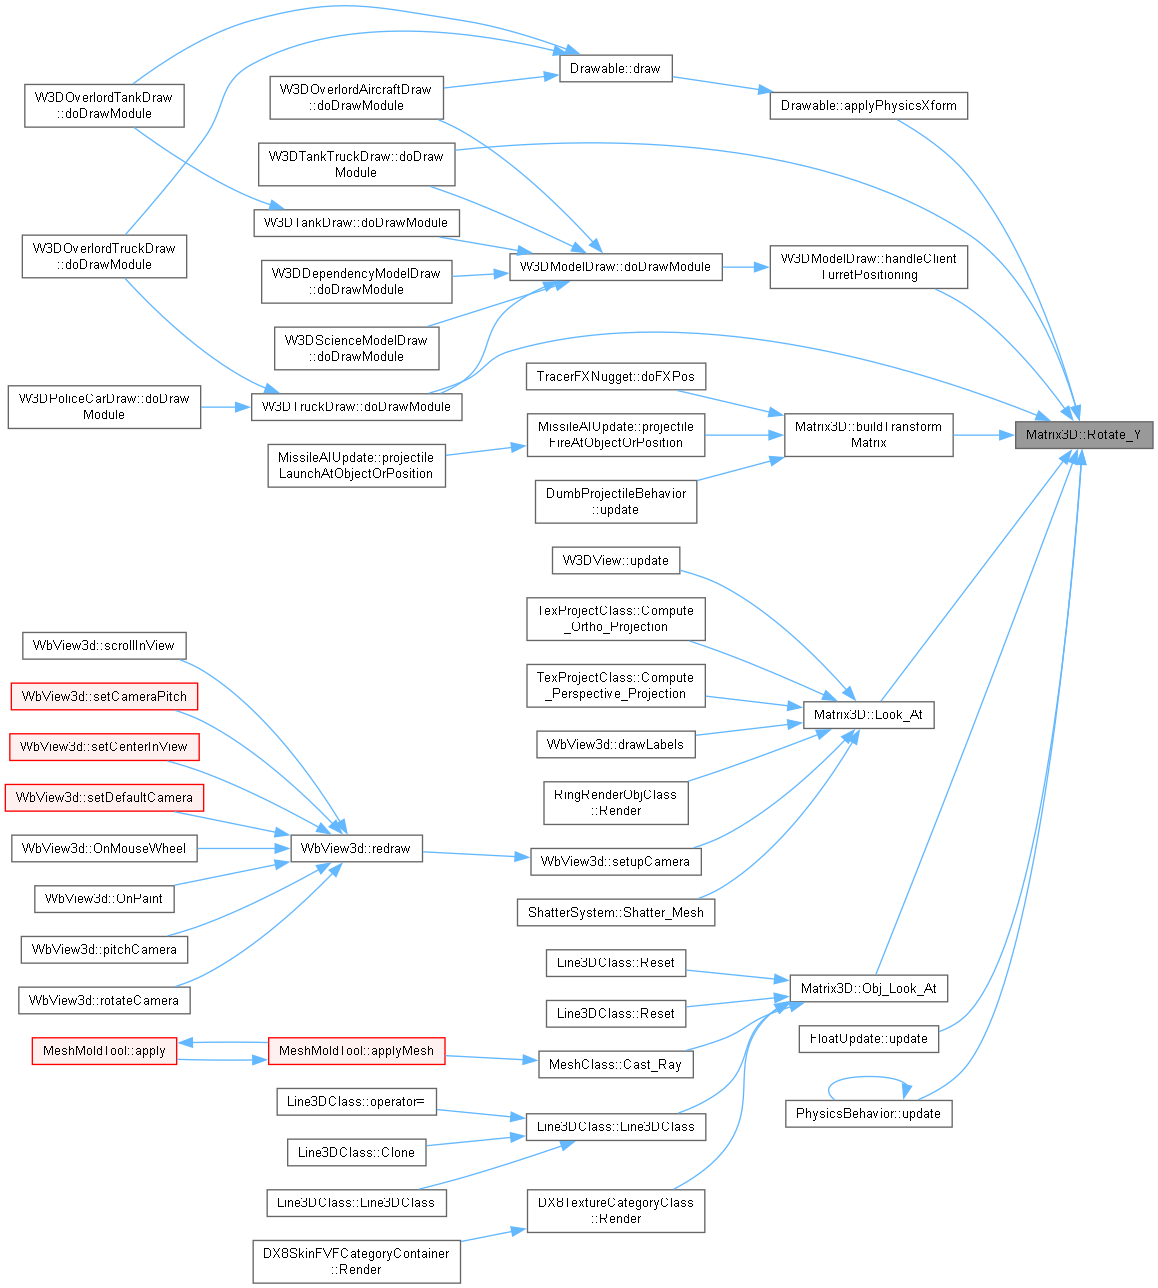 Drawable::draw
W3DOverlordTankDraw
::doDrawModule
W3DOverlordAircraftDraw
::doDrawModule
Drawable::applyPhysicsXform
W3DTankTruckDraw::doDraw
Module
W3DTankDraw::doDrawModule
W3DOverlordTruckDraw
::doDrawModule
W3DModelDraw::doDrawModule
W3DModelDraw::handleClient
TurretPositioning
W3DDependencyModelDraw
::doDrawModule
W3DScienceModelDraw
::doDrawModule
TracerFXNugget::doFXPos
W3DPoliceCarDraw::doDraw
Module
W3DTruckDraw::doDrawModule
MissileAIUpdate::projectile
FireAtObjectOrPosition
Matrix3D::buildTransform
Matrix
Matrix3D::Rotate_Y
MissileAIUpdate::projectile
LaunchAtObjectOrPosition
DumbProjectileBehavior
::update
W3DView::update
TexProjectClass::Compute
_Ortho_Projection
WbView3d::scrollInView
TexProjectClass::Compute
_Perspective_Projection
WbView3d::setCameraPitch
Matrix3D::Look_At
WbView3d::setCenterInView
WbView3d::drawLabels
WbView3d::setDefaultCamera
RingRenderObjClass
::Render
WbView3d::OnMouseWheel
WbView3d::redraw
WbView3d::setupCamera
WbView3d::OnPaint
ShatterSystem::Shatter_Mesh
WbView3d::pitchCamera
Line3DClass::Reset
WbView3d::rotateCamera
Matrix3D::Obj_Look_At
Line3DClass::Reset
FloatUpdate::update
MeshMoldTool::apply
MeshMoldTool::applyMesh
MeshClass::Cast_Ray
Line3DClass::operator=
PhysicsBehavior::update
Line3DClass::Line3DClass
Line3DClass::Clone
Line3DClass::Line3DClass
DX8TextureCategoryClass
::Render
DX8SkinFVFCategoryContainer
::Render